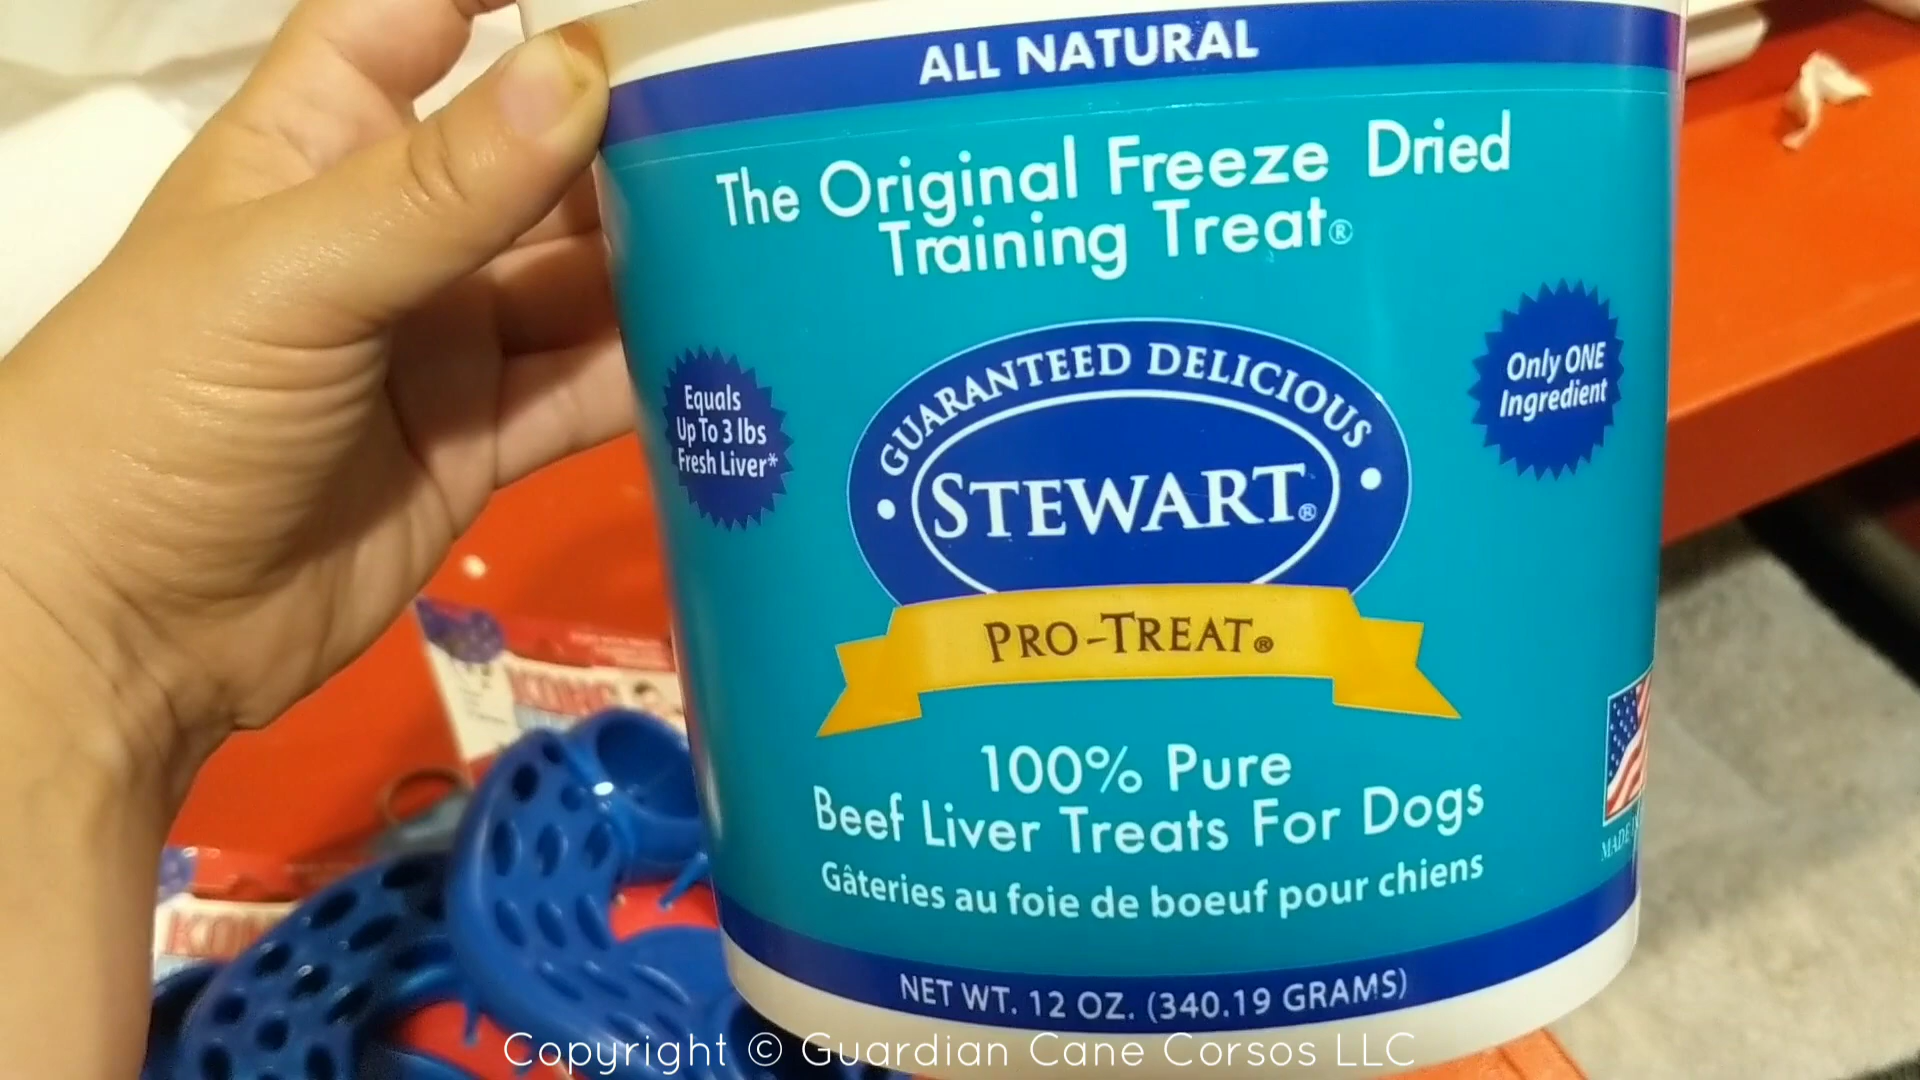 ALL NATURAL
The Original Freeze Dried
Training Treat®
Equals
Up To 3 lbs
Fresh Liver*
Only ONE
Ingredient
• GUARANTEED DELICIOUS •
STEWART®
PRO-TREAT®
100% Pure
Beef Liver Treats For Dogs
Gâteries au foie de boeuf pour chiens
MADE
NET WT. 12 OZ. (340.19 GRAMS)
KONG
Copyright © Guardian Cane Corsos LLC